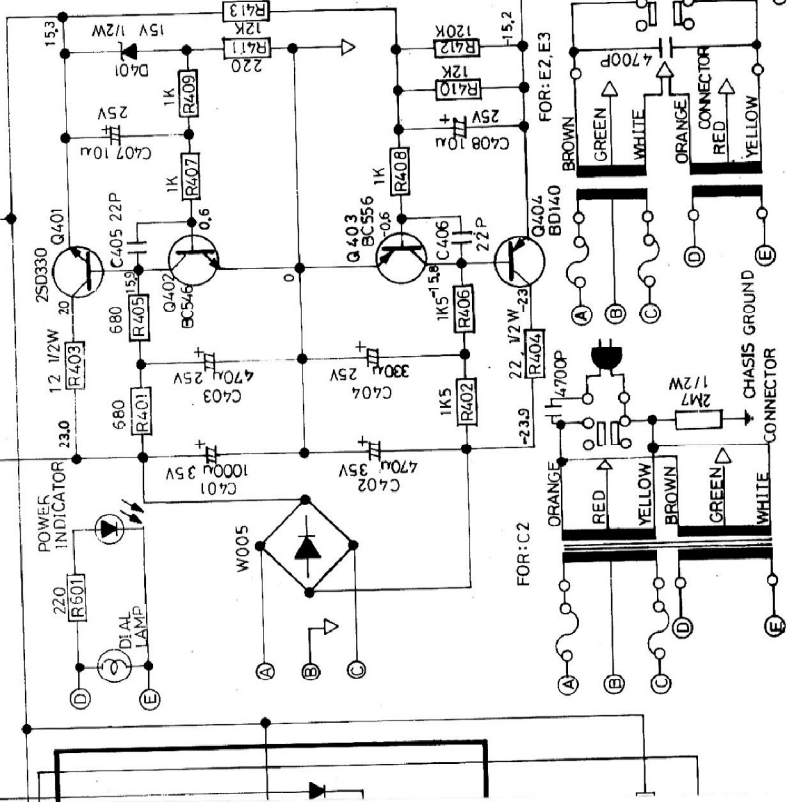 15.3
15V 1/2W
R413
12K
R411
220
D401
-15.2
120K
R412
12K
R410
25V
C408 10µ
FOR: E2, E3
4700P
BROWN
GREEN
WHITE
ORANGE
CONNECTOR
RED
YELLOW
1K
R409
25V
C407 10µ
1K
R407
1K
R408
Q401
2SD330
C405 22P
0.6
Q402
BC546
Q403
BC556
-0.6
C406
22P
Q404
BD140
20
15.9
0
-15.8
-23
680
R405
1K5
R406
12 1/2W
R403
680
R401
470µ
25V
C403
330µ
25V
C404
1K5
R402
22 1/2W
R404
23.0
1000µ
35V
C401
470µ
35V
C402
-23.9
A
B
C
D
E
4700P
2M7
1/2W
CHASIS GROUND
CONNECTOR
POWER
INDICATOR
220
R601
DIAL
LAMP
D
E
W005
A
B
C
FOR: C2
ORANGE
RED
YELLOW
BROWN
GREEN
WHITE
A
B
C
D
E